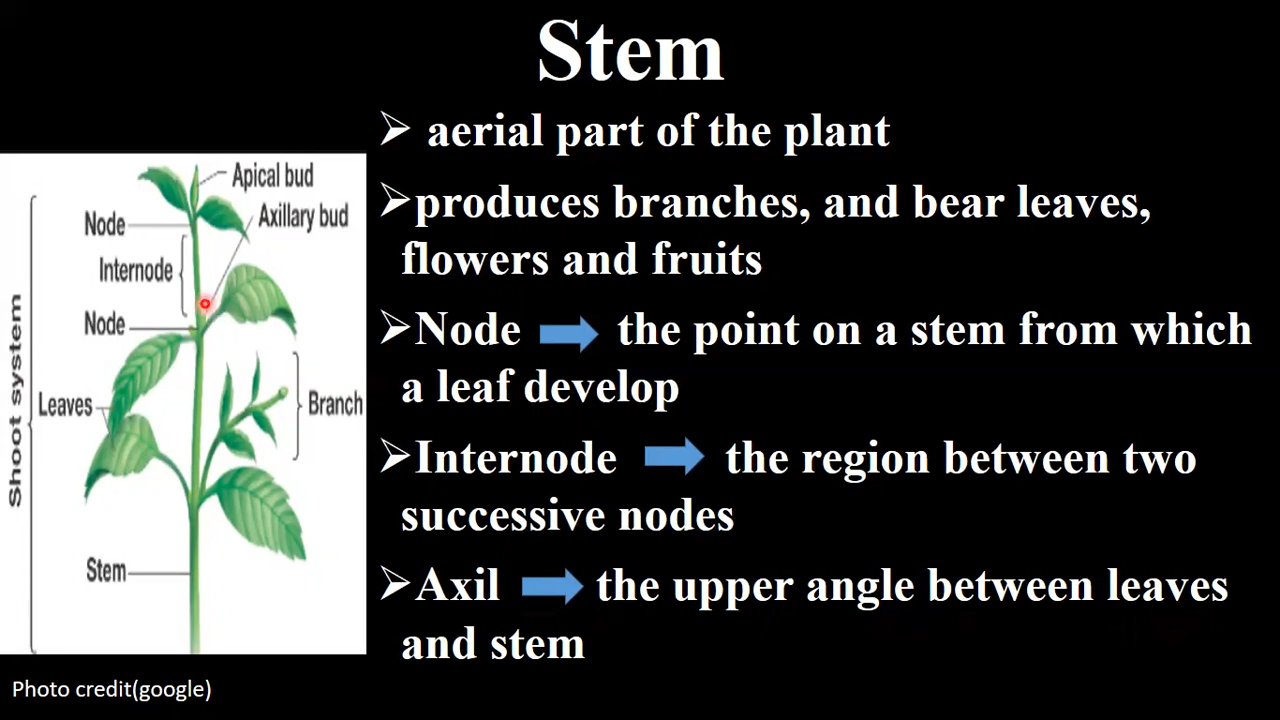 Stem
➢ aerial part of the plant
➢produces branches, and bear leaves,
flowers and fruits
➢Node ➡ the point on a stem from which
a leaf develop
➢Internode ➡ the region between two
successive nodes
➢Axil ➡ the upper angle between leaves
and stem
Apical bud
Axillary bud
Node
Internode
Node
Leaves
Branch
Stem
Shoot system
Photo credit(google)